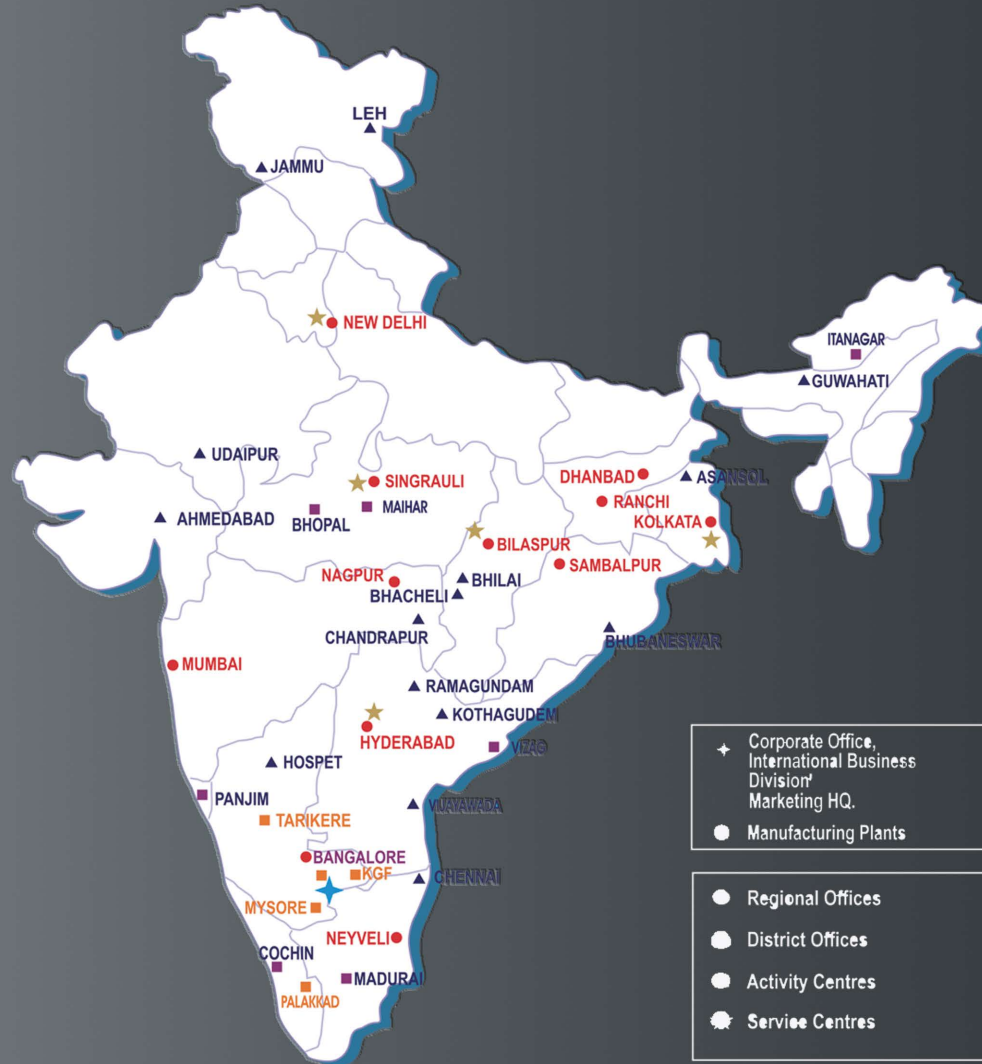 LEH
JAMMU
NEW DELHI
ITANAGAR
GUWAHATI
UDAIPUR
SINGRAULI
DHANBAD
ASANSOL
MAIHAR
RANCHI
AHMEDABAD
BHOPAL
KOLKATA
BILASPUR
SAMBALPUR
NAGPUR
BHILAI
BHACHELI
CHANDRAPUR
BHUBANESWAR
MUMBAI
RAMAGUNDAM
KOTHAGUDEM
HYDERABAD
VIZAG
HOSPET
PANJIM
VIJAYAWADA
TARIKERE
BANGALORE
KGF
CHENNAI
MYSORE
NEYVELI
COCHIN
MADURAI
PALAKKAD
Corporate Office,
International Business
Division'
Marketing HQ.
Manufacturing Plants
Regional Offices
District Offices
Activity Centres
Service Centres